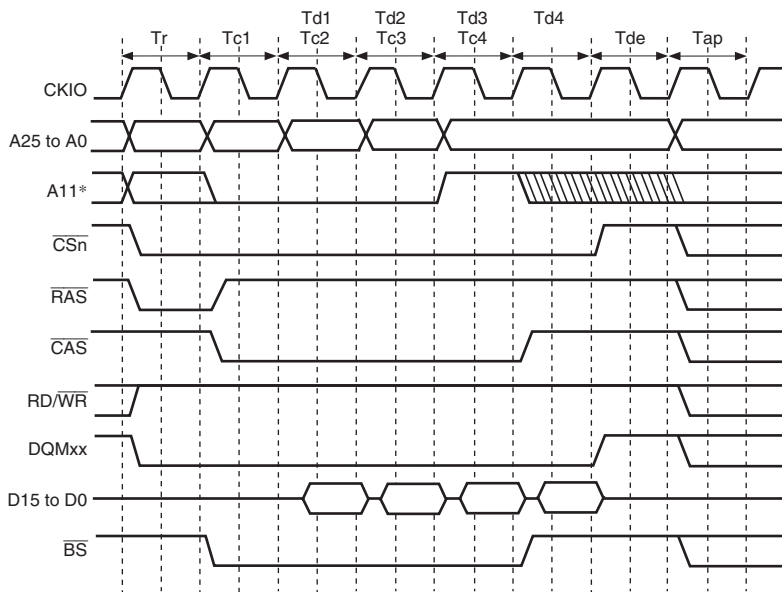 Td1 Td2 Td3 Td4
Tr Tc1 Tc2 Tc3 Tc4 Tde Tap
CKIO
A25 to A0
A11*
CSn
RAS
CAS
RD/WR
DQMxx
D15 to D0
BS